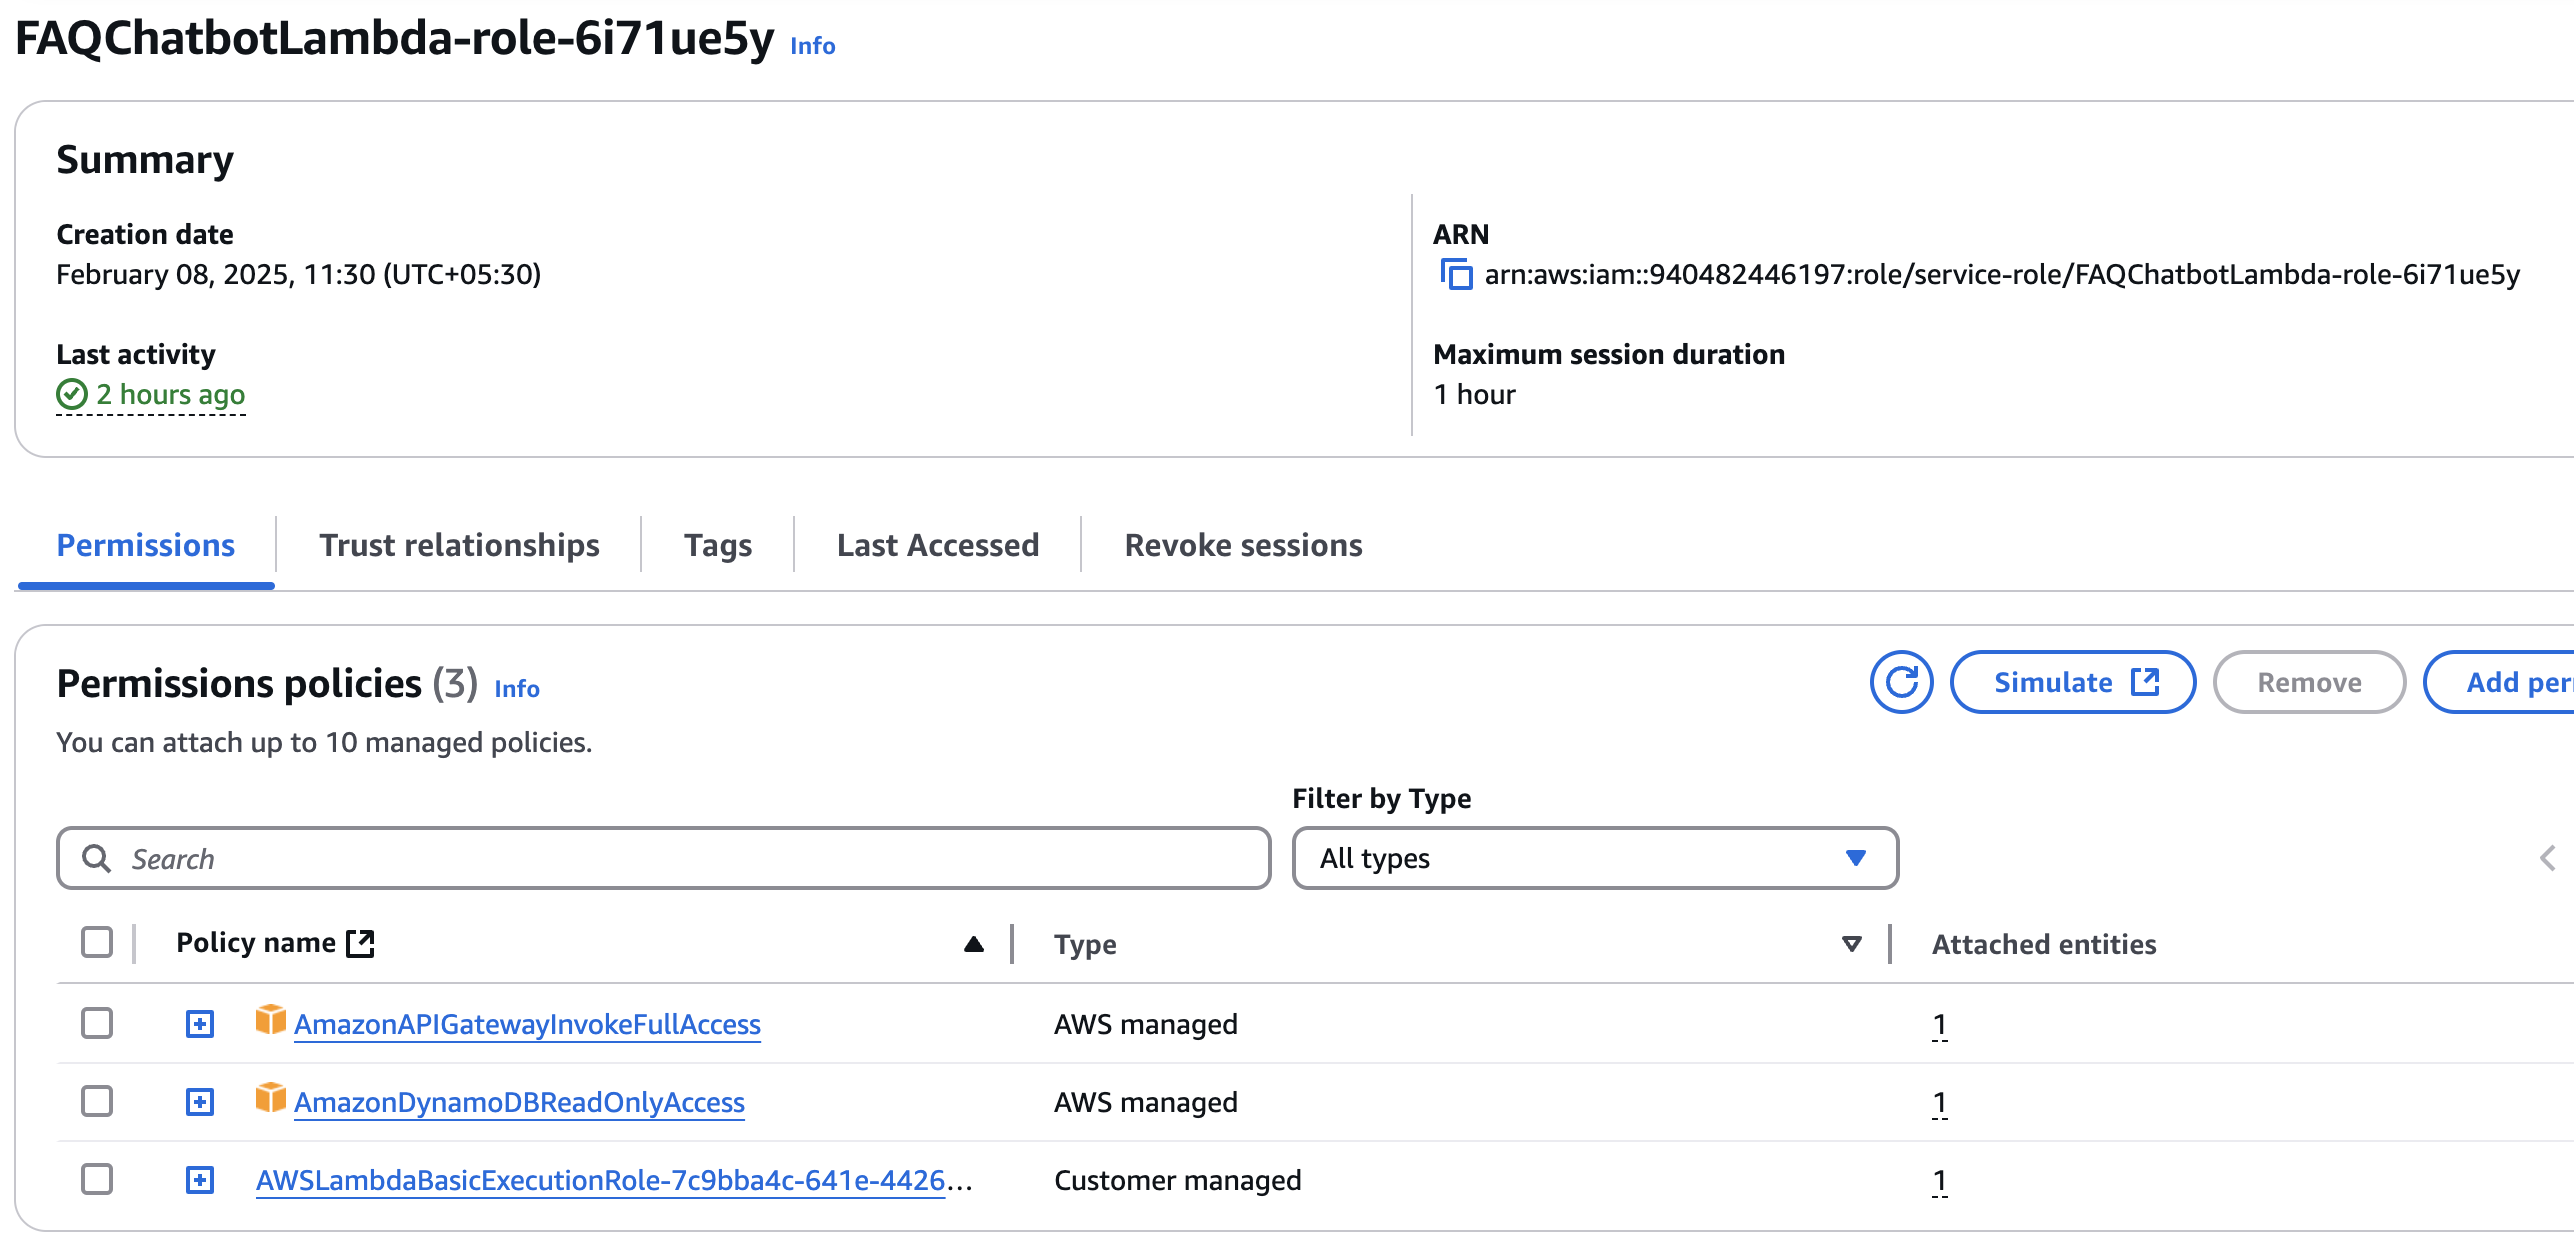 FAQChatbotLambda-role-6i71ue5y Info
Summary
Creation date
February 08, 2025, 11:30 (UTC+05:30)
ARN
arn:aws:iam::940482446197:role/service-role/FAQChatbotLambda-role-6i71ue5y
Last activity
2 hours ago
Maximum session duration
1 hour
Permissions Trust relationships Tags Last Accessed Revoke sessions
Permissions policies (3) Info
Simulate Remove Add per
You can attach up to 10 managed policies.
Filter by Type
Search All types
Policy name Type Attached entities
AmazonAPIGatewayInvokeFullAccess AWS managed 1
AmazonDynamoDBReadOnlyAccess AWS managed 1
AWSLambdaBasicExecutionRole-7c9bba4c-641e-4426... Customer managed 1